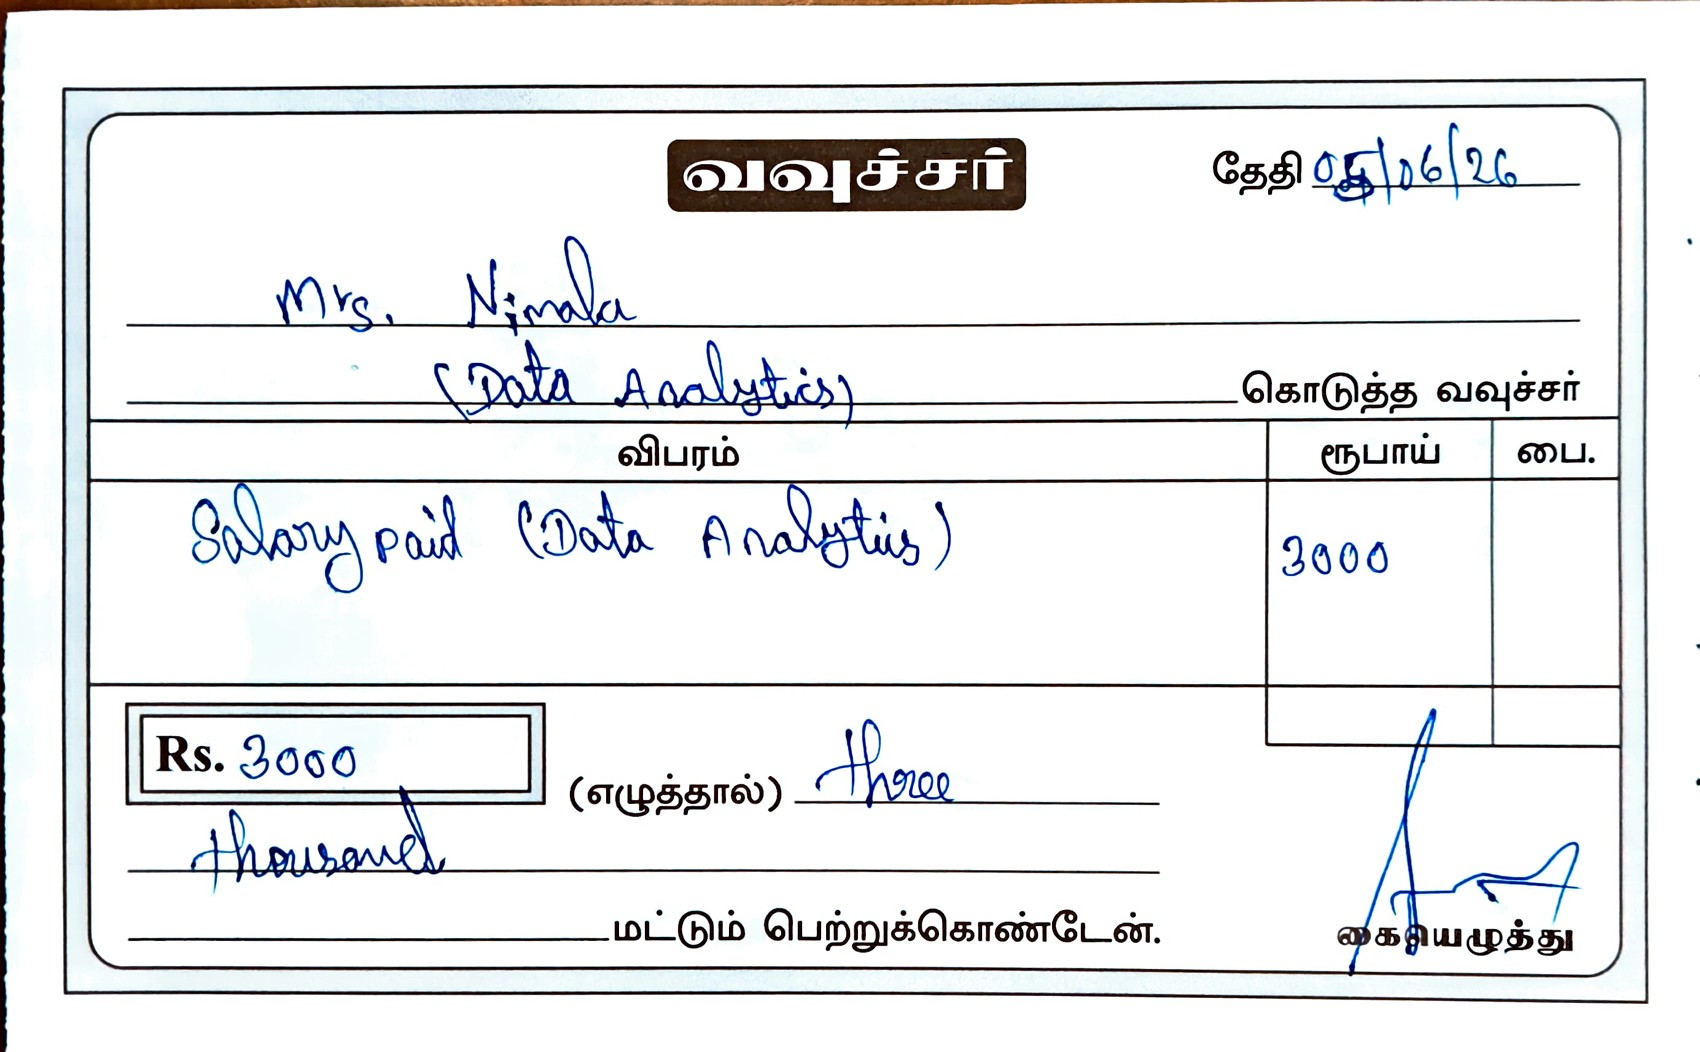 வவுச்சர்
தேதி 05/06/26
Mrs. Nimala
(Data Analytics) கொடுத்த வவுச்சர்
விபரம் ரூபாய் பை.
Salary paid (Data Analytics) 3000
Rs. 3000 (எழுத்தால்) three
thousand
மட்டும் பெற்றுக்கொண்டேன். கையெழுத்து